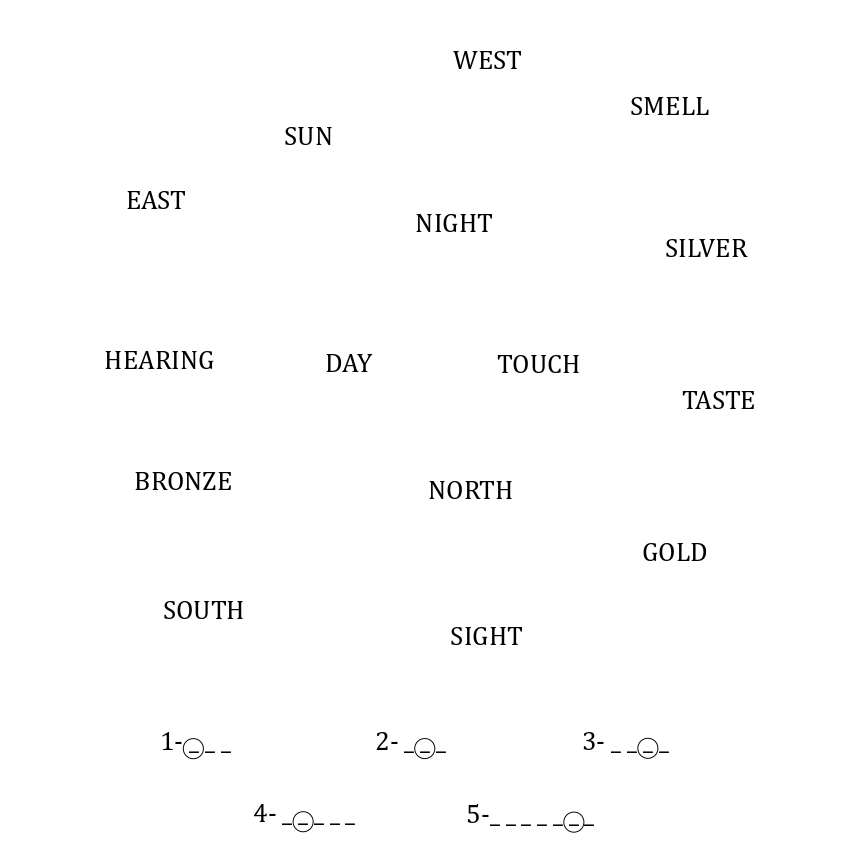 WEST
SMELL
SUN
EAST
NIGHT
SILVER
HEARING DAY TOUCH
TASTE
BRONZE
NORTH
GOLD
SOUTH
SIGHT
1-_ _ _ 2- _ _ _ 3- _ _ _ _
4- _ _ _ _ _ 5-_ _ _ _ _ _ _